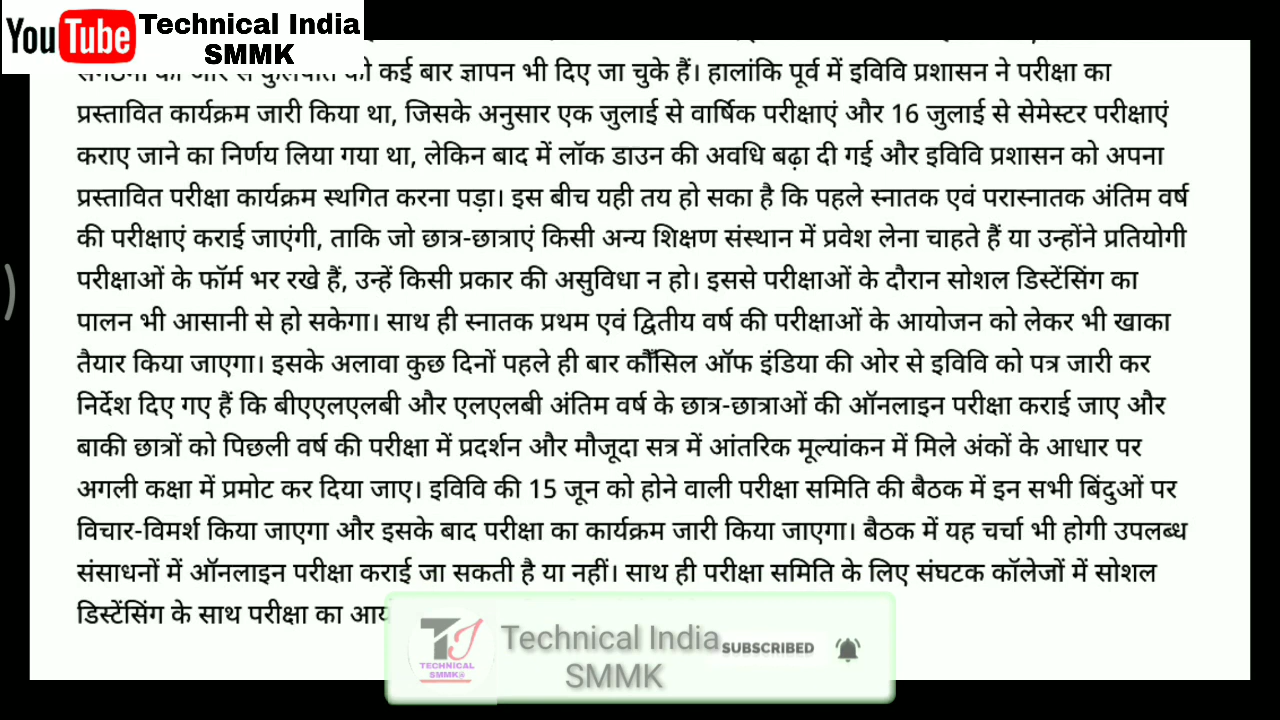 YouTube Technical India
SMMK
की कई बार ज्ञापन भी दिए जा चुके हैं। हालांकि पूर्व में इविवि प्रशासन ने परीक्षा का
प्रस्तावित कार्यक्रम जारी किया था, जिसके अनुसार एक जुलाई से वार्षिक परीक्षाएं और 16 जुलाई से सेमेस्टर परीक्षाएं
कराए जाने का निर्णय लिया गया था, लेकिन बाद में लॉक डाउन की अवधि बढ़ा दी गई और इविवि प्रशासन को अपना
प्रस्तावित परीक्षा कार्यक्रम स्थगित करना पड़ा। इस बीच यही तय हो सका है कि पहले स्नातक एवं परास्नातक अंतिम वर्ष
की परीक्षाएं कराई जाएंगी, ताकि जो छात्र-छात्राएं किसी अन्य शिक्षण संस्थान में प्रवेश लेना चाहते हैं या उन्होंने प्रतियोगी
परीक्षाओं के फॉर्म भर रखे हैं, उन्हें किसी प्रकार की असुविधा न हो। इससे परीक्षाओं के दौरान सोशल डिस्टेंसिंग का
पालन भी आसानी से हो सकेगा। साथ ही स्नातक प्रथम एवं द्वितीय वर्ष की परीक्षाओं के आयोजन को लेकर भी खाका
तैयार किया जाएगा। इसके अलावा कुछ दिनों पहले ही बार कौंसिल ऑफ इंडिया की ओर से इविवि को पत्र जारी कर
निर्देश दिए गए हैं कि बीएएलएलबी और एलएलबी अंतिम वर्ष के छात्र-छात्राओं की ऑनलाइन परीक्षा कराई जाए और
बाकी छात्रों को पिछली वर्ष की परीक्षा में प्रदर्शन और मौजूदा सत्र में आंतरिक मूल्यांकन में मिले अंकों के आधार पर
अगली कक्षा में प्रमोट कर दिया जाए। इविवि की 15 जून को होने वाली परीक्षा समिति की बैठक में इन सभी बिंदुओं पर
विचार-विमर्श किया जाएगा और इसके बाद परीक्षा का कार्यक्रम जारी किया जाएगा। बैठक में यह चर्चा भी होगी उपलब्ध
संसाधनों में ऑनलाइन परीक्षा कराई जा सकती है या नहीं। साथ ही परीक्षा समिति के लिए संघटक कॉलेजों में सोशल
डिस्टेंसिंग के साथ परीक्षा का
Technical India SUBSCRIBED
SMMK
TECHNICAL
SMMK